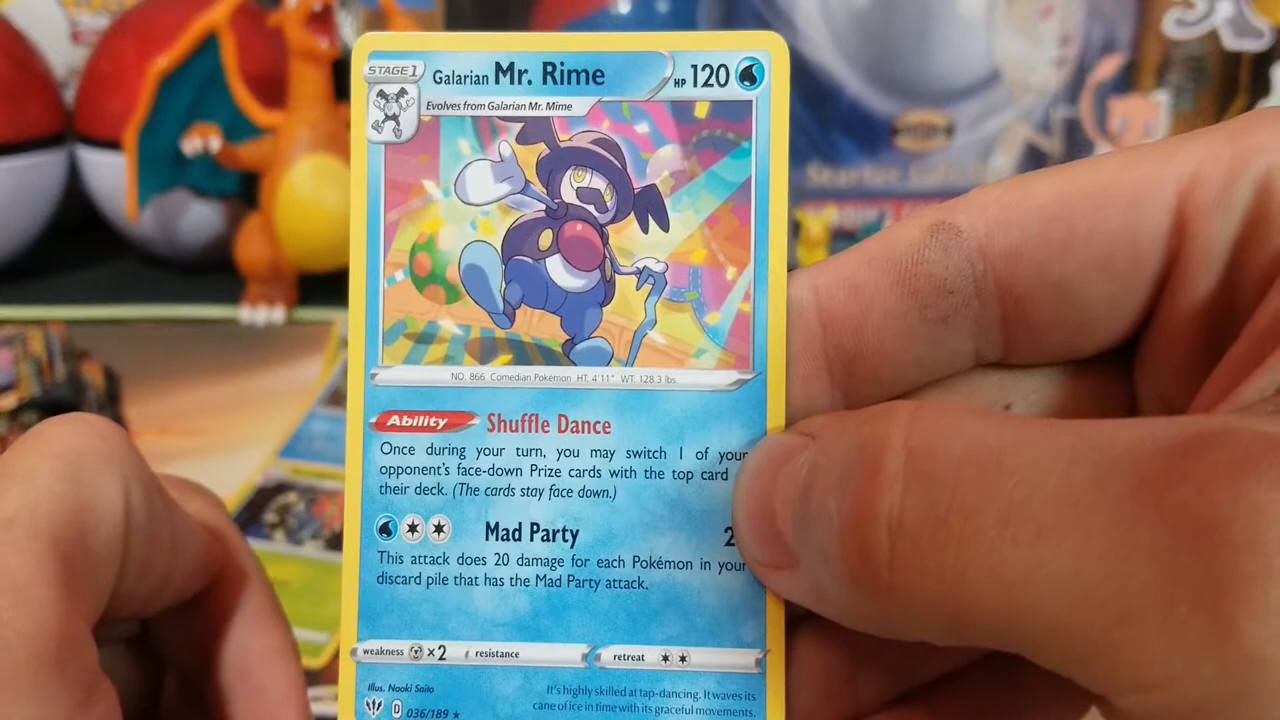 STAGE 1 Galarian Mr. Rime HP 120
Evolves from Galarian Mr. Mime
NO. 866 Comedian Pokémon HT. 4'11" WT. 128.3 lbs.
Ability Shuffle Dance
Once during your turn, you may switch 1 of your
opponent's face-down Prize cards with the top card
their deck. (The cards stay face down.)
Mad Party 2
This attack does 20 damage for each Pokémon in your
discard pile that has the Mad Party attack.
weakness ×2 resistance retreat
Illus. Naoki Saito
It's highly skilled at tap-dancing. It waves its
cane of ice in time with its graceful movements.
D 036/189 ★